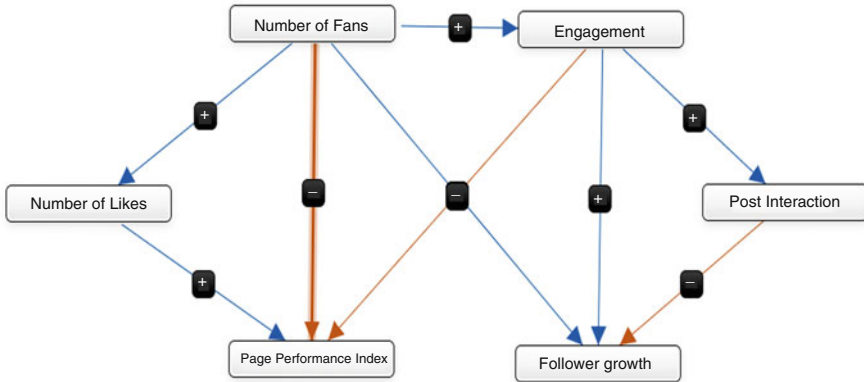 Number of Fans
+
Engagement
+
+
−
−
+
Number of Likes
Post Interaction
+
−
Page Performance Index
Follower growth